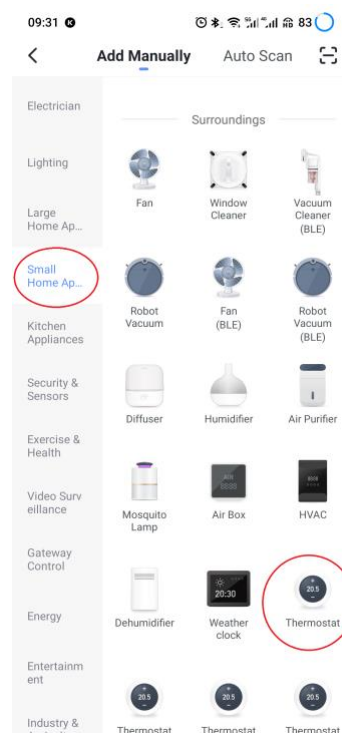 09:31
83
Add Manually Auto Scan
Electrician
Lighting
Large
Home Ap...
Small
Home Ap...
Kitchen
Appliances
Security &
Sensors
Exercise &
Health
Video Surv
eillance
Gateway
Control
Energy
Entertainm
ent
Industry &
Surroundings
Fan
Window
Cleaner
Vacuum
Cleaner
(BLE)
Robot
Vacuum
Fan
(BLE)
Robot
Vacuum
(BLE)
Diffuser
Humidifier
Air Purifier
Mosquito
Lamp
Air Box
HVAC
Dehumidifier
20:30
Weather
clock
20.5
Thermostat
20.5
Thermostat
20.5
Thermostat
20.5
Thermostat